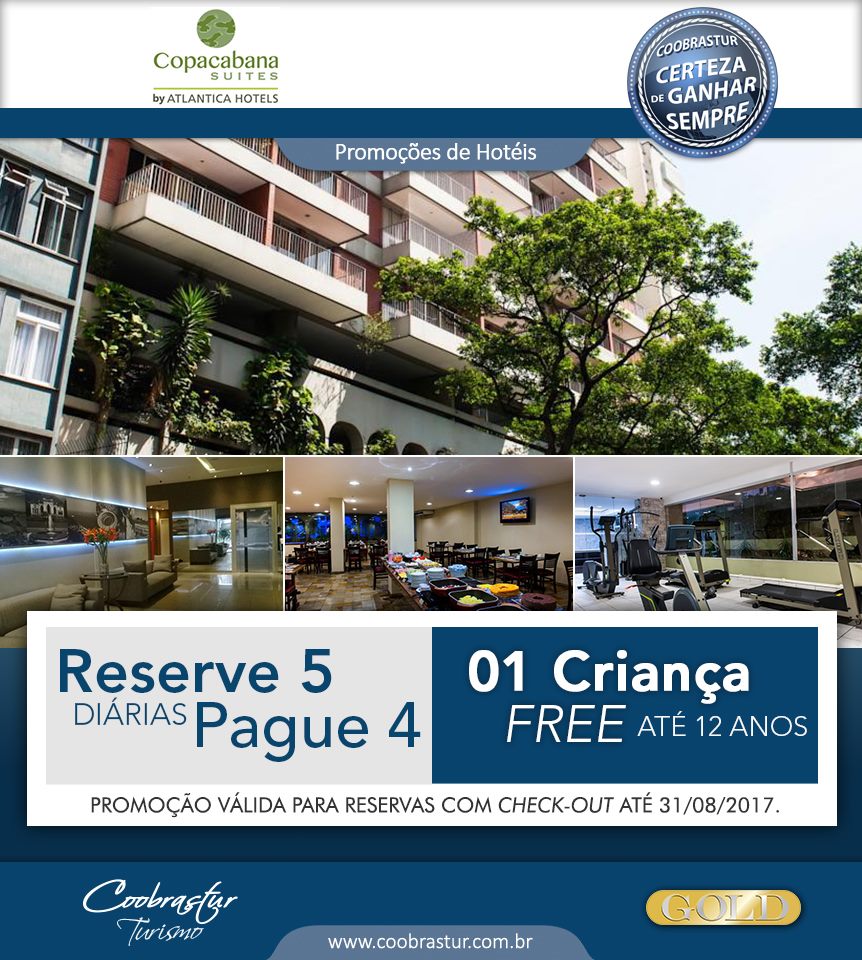 Copacabana
SUITES
by ATLANTICA HOTELS
COOBRASTUR
CERTEZA
DE GANHAR
SEMPRE
Promoções de Hotéis
Reserve 5
DIÁRIAS Pague 4
01 Criança
FREE ATÉ 12 ANOS
PROMOÇÃO VÁLIDA PARA RESERVAS COM CHECK-OUT ATÉ 31/08/2017.
Coobrastur
Turismo
GOLD
www.coobrastur.com.br